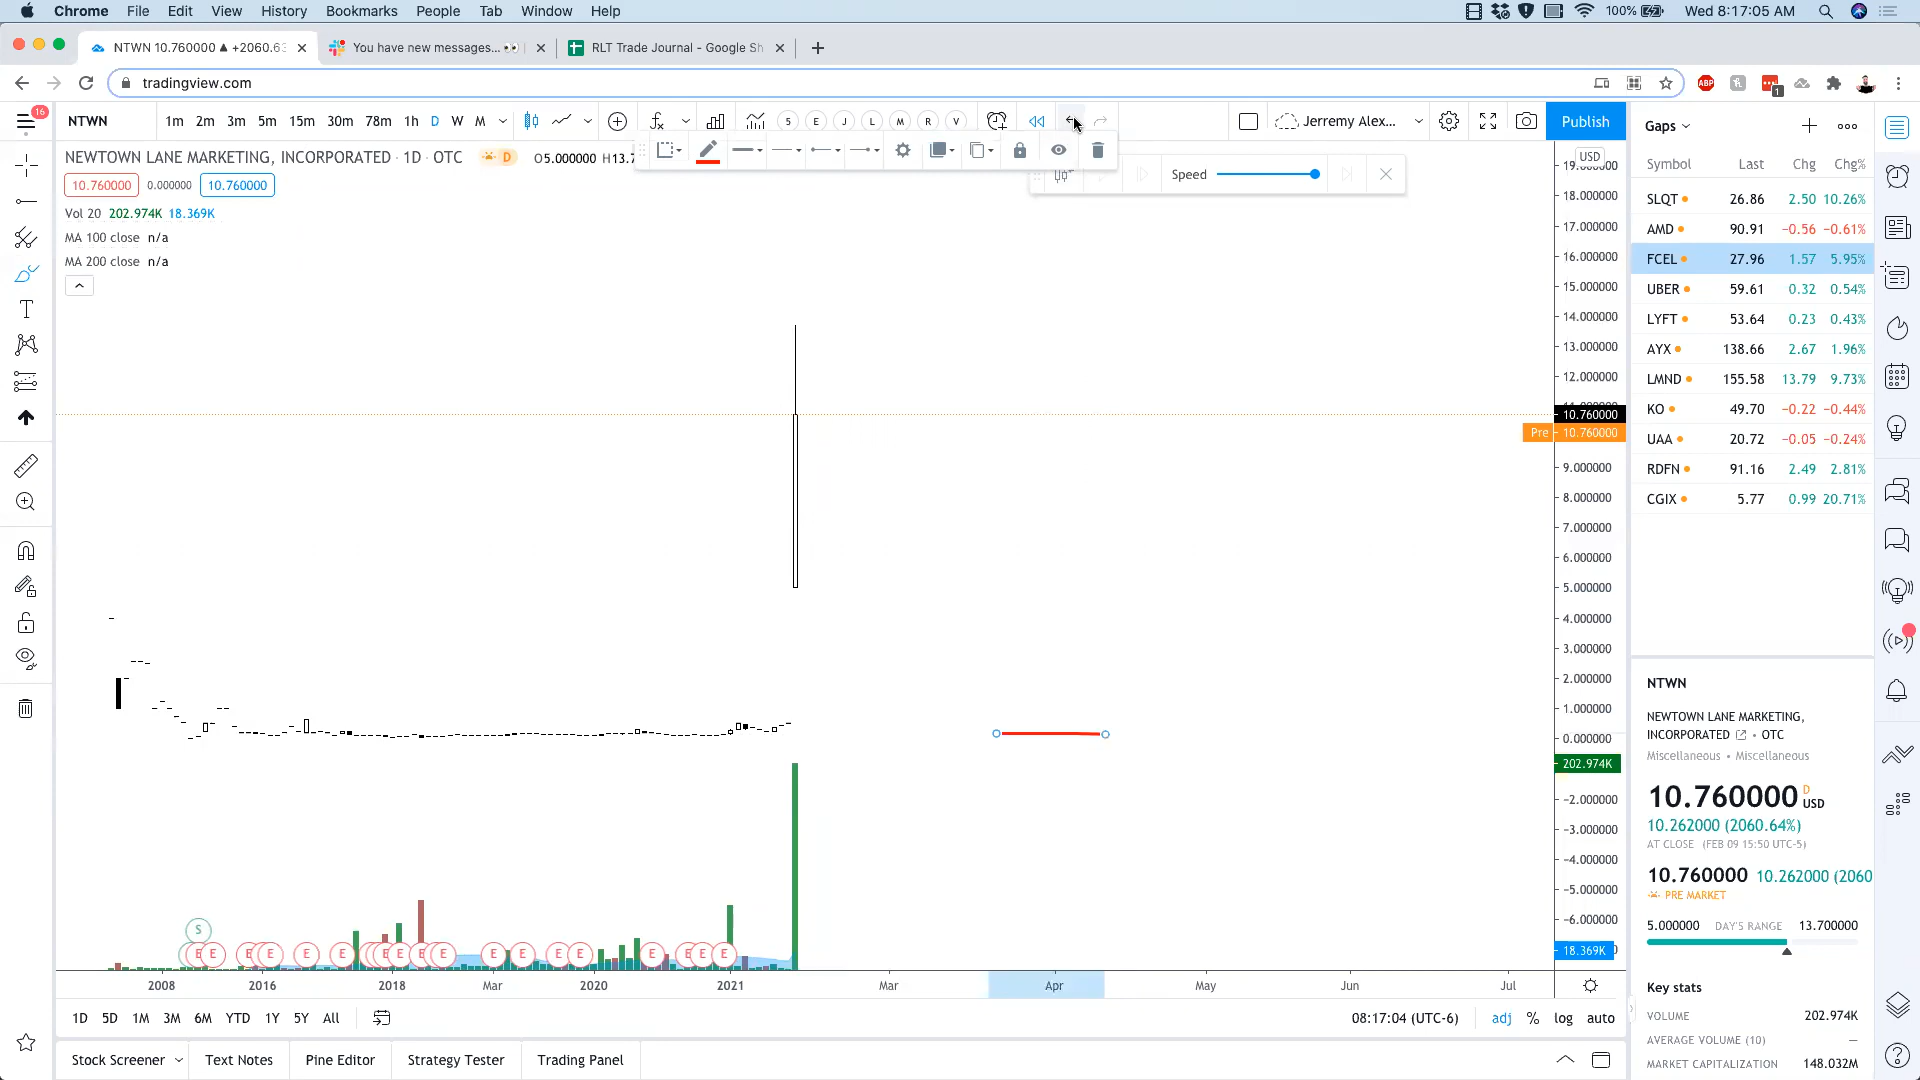 Chrome File Edit View History Bookmarks People Tab Window Help 100% Wed 8:17:05 AM
NTWN 10.760000 ▲ +2060.63 You have new messages... RLT Trade Journal - Google Sh
tradingview.com ABP 1
16 NTWN 1m 2m 3m 5m 15m 30m 78m 1h D W M 5 E J L M R V Jerremy Alex... Publish
NEWTOWN LANE MARKETING, INCORPORATED · 1D · OTC D O5.000000 H13.7
10.760000 0.000000 10.760000
Speed
Vol 20 202.974K 18.369K
MA 100 close n/a
MA 200 close n/a
USD
18.000000
17.000000
16.000000
15.000000
14.000000
13.000000
12.000000
10.760000
Pre 10.760000
9.000000
8.000000
7.000000
6.000000
5.000000
4.000000
3.000000
2.000000
1.000000
0.000000
202.974K
−2.000000
−3.000000
−4.000000
−5.000000
−6.000000
18.369K
S
E E E E E E E E E E E E E E E E E E E E
2008 2016 2018 Mar 2020 2021 Mar Apr May Jun Jul
1D 5D 1M 3M 6M YTD 1Y 5Y All 08:17:04 (UTC-6) adj % log auto
Stock Screener Text Notes Pine Editor Strategy Tester Trading Panel
Gaps
Symbol Last Chg Chg%
SLQT 26.86 2.50 10.26%
AMD 90.91 −0.56 −0.61%
FCEL 27.96 1.57 5.95%
UBER 59.61 0.32 0.54%
LYFT 53.64 0.23 0.43%
AYX 138.66 2.67 1.96%
LMND 155.58 13.79 9.73%
KO 49.70 −0.22 −0.44%
UAA 20.72 −0.05 −0.24%
RDFN 91.16 2.49 2.81%
CGIX 5.77 0.99 20.71%
NTWN
NEWTOWN LANE MARKETING,
INCORPORATED • OTC
Miscellaneous • Miscellaneous
10.760000 D USD
10.262000 (2060.64%)
AT CLOSE (FEB 09 15:50 UTC-5)
10.760000 10.262000 (2060
PRE MARKET
5.000000 DAY'S RANGE 13.700000
Key stats
VOLUME 202.974K
AVERAGE VOLUME (10) —
MARKET CAPITALIZATION 148.032M